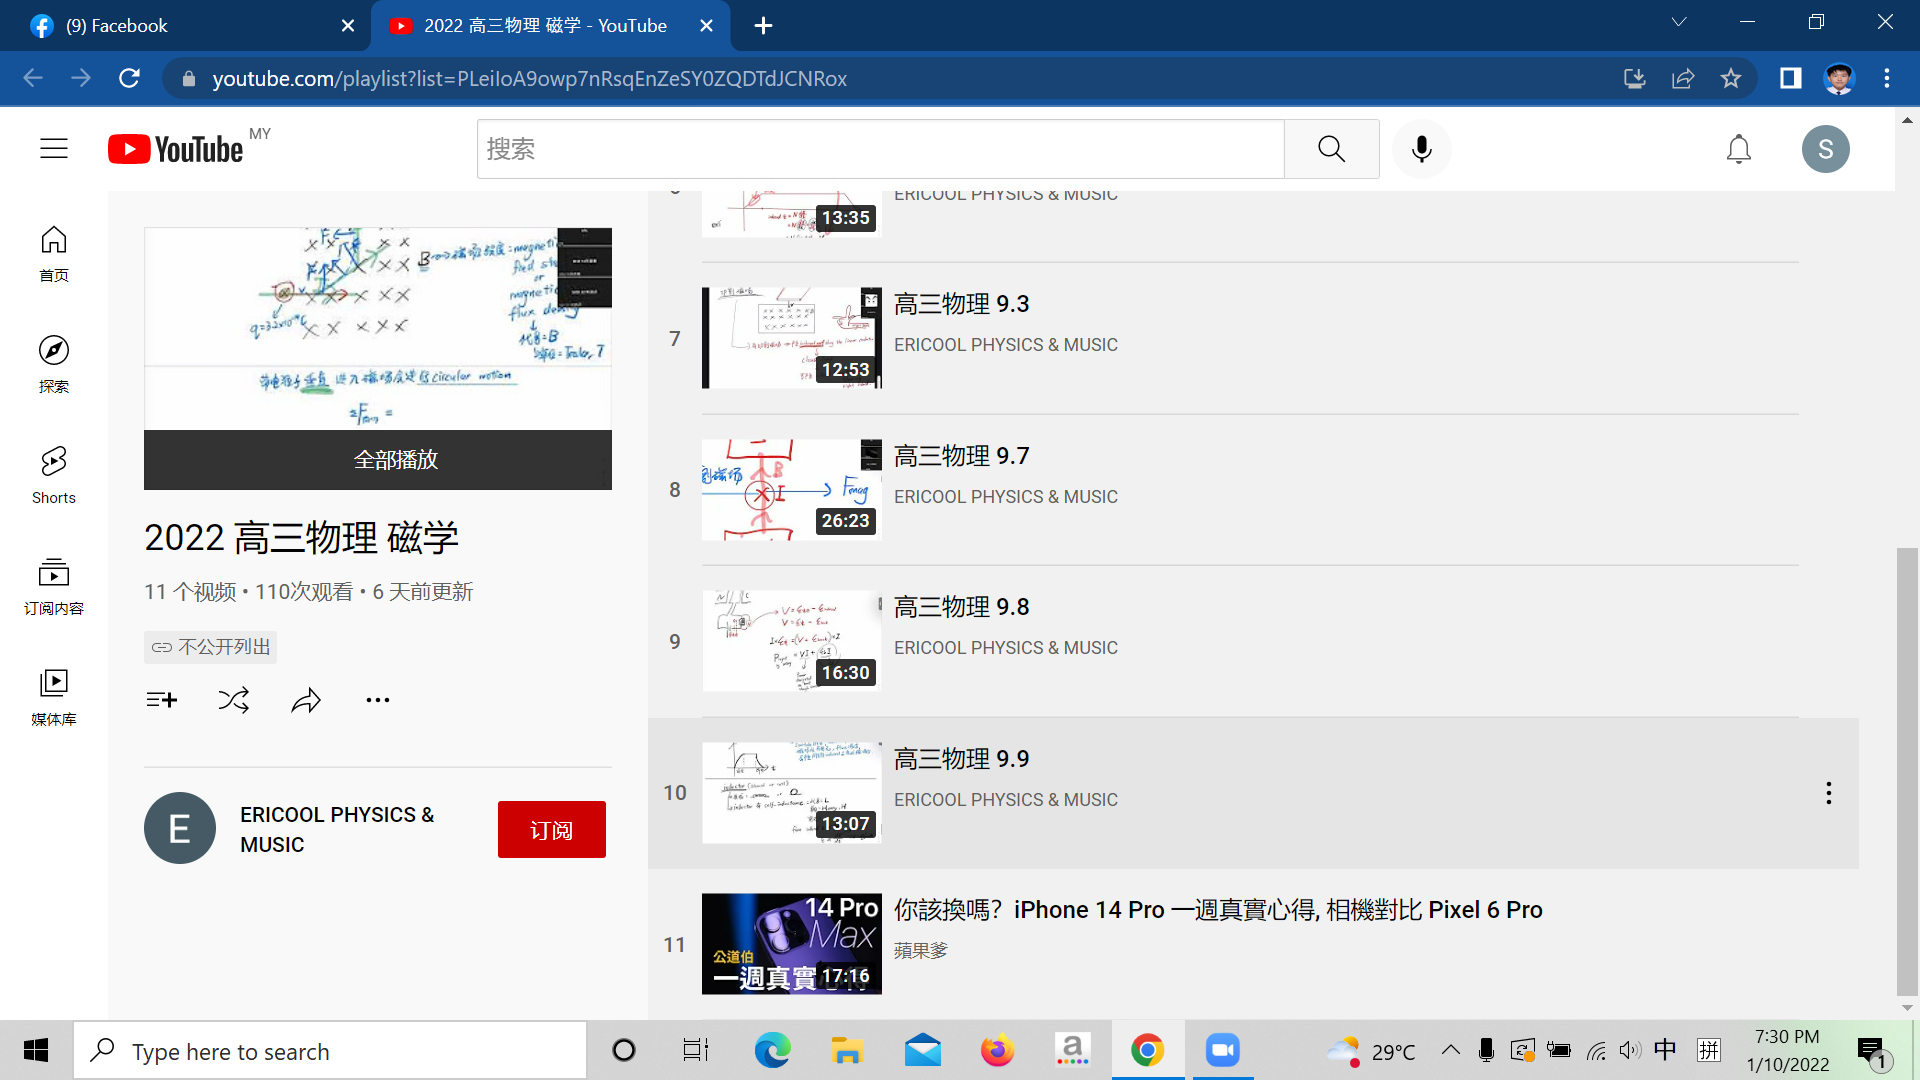 (9) Facebook
2022 高三物理 磁学 - YouTube
youtube.com/playlist?list=PLeiIoA9owp7nRsqEnZeSY0ZQDTdJCNRox
YouTube MY
搜索
S
首页
探索
Shorts
订阅内容
媒体库
全部播放
2022 高三物理 磁学
11 个视频 • 110次观看 • 6 天前更新
不公开列出
E
ERICOOL PHYSICS &
MUSIC
订阅
13:35
ERICOOL PHYSICS & MUSIC
7
12:53
高三物理 9.3
ERICOOL PHYSICS & MUSIC
8
26:23
高三物理 9.7
ERICOOL PHYSICS & MUSIC
9
16:30
高三物理 9.8
ERICOOL PHYSICS & MUSIC
10
13:07
高三物理 9.9
ERICOOL PHYSICS & MUSIC
11
14 Pro
Max
公道伯
一週真實
17:16
你該換嗎？iPhone 14 Pro 一週真實心得, 相機對比 Pixel 6 Pro
蘋果爹
Type here to search
29°C
中
拼
7:30 PM
1/10/2022
1